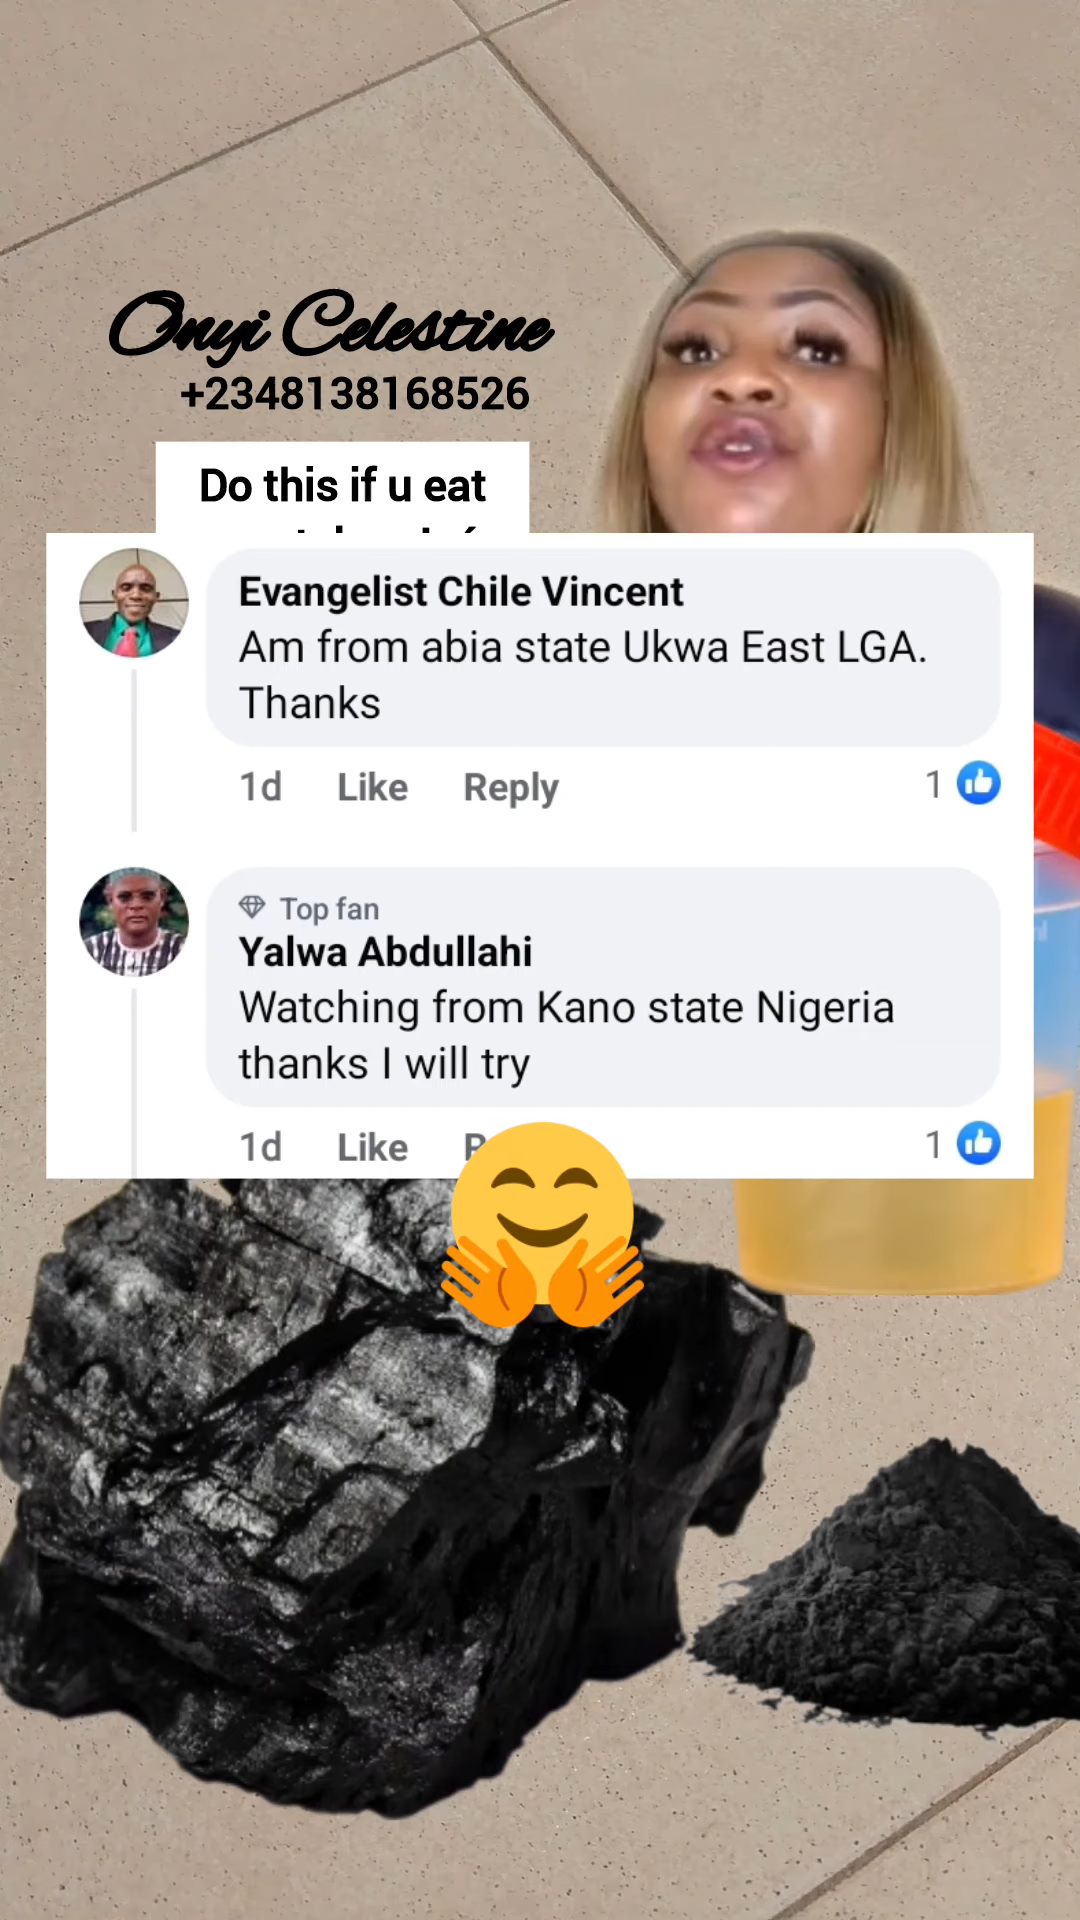 Onyi Celestine
+2348138168526
Do this if u eat
Evangelist Chile Vincent
Am from abia state Ukwa East LGA.
Thanks
1d Like Reply 1
Top fan
Yalwa Abdullahi
Watching from Kano state Nigeria
thanks I will try
1d Like 1